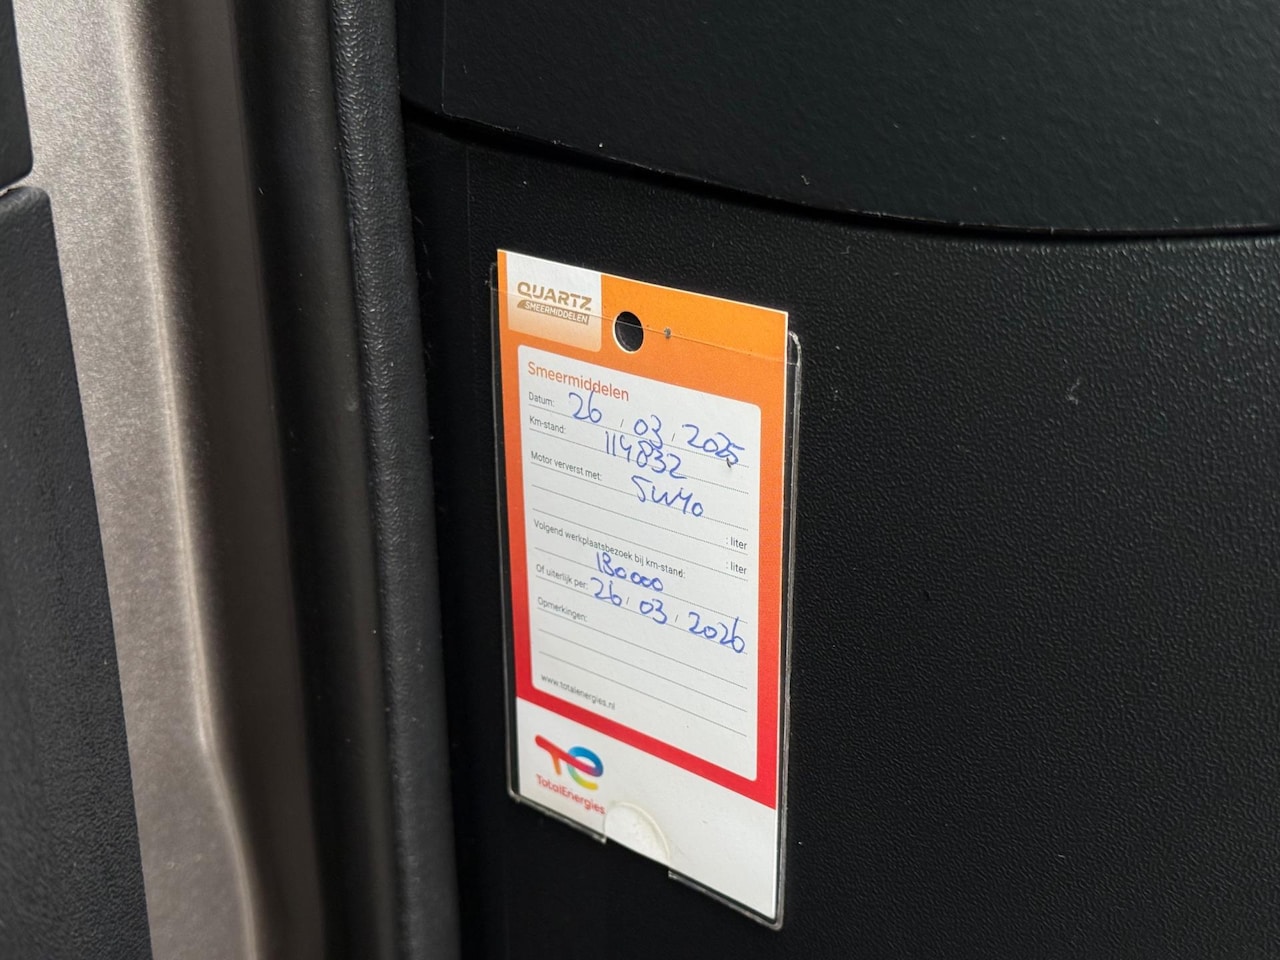 QUARTZ
SMEERMIDDELEN
Smeermiddelen
Datum: 26 / 03 / 2025
Km-stand: 114832
Motor ververst met: 5W40
: liter
: liter
Volgend werkplaatsbezoek bij km-stand:
130000
Of uiterlijk per: 26 / 03 / 2026
Opmerkingen:
www.totalenergies.nl
TotalEnergies